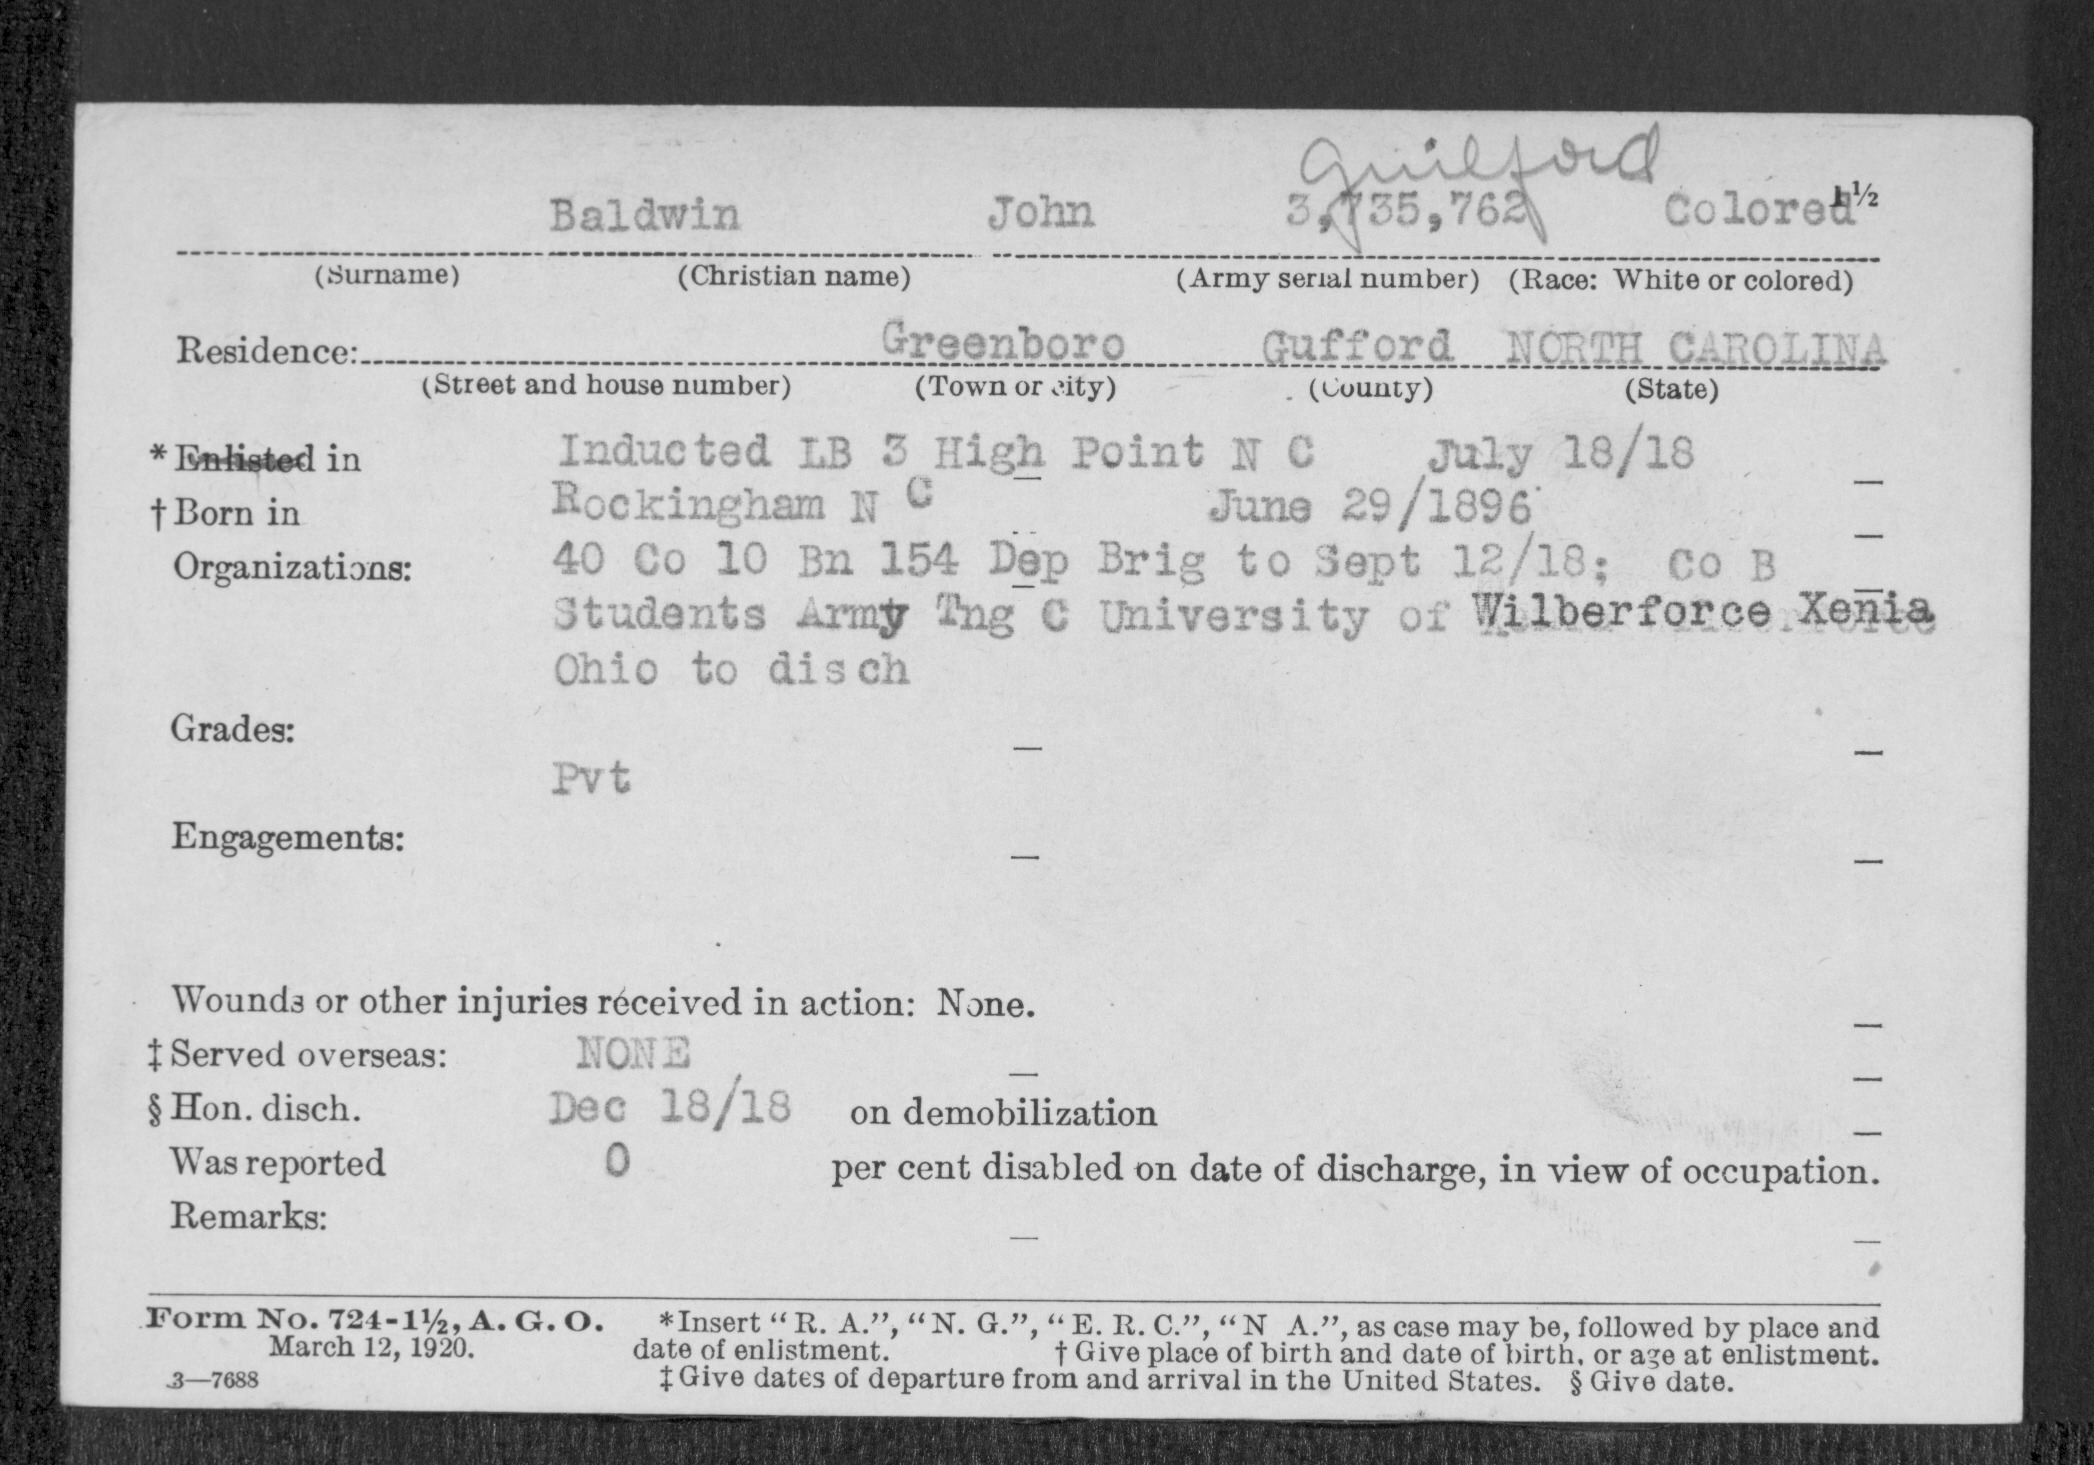 Guilford
Baldwin John 3,735,762 Colored 1½
(Surname) (Christian name) (Army serial number) (Race: White or colored)
Residence: Greenboro Gufford NORTH CAROLINA
(Street and house number) (Town or city) (County) (State)
* Enlisted in Inducted LB 3 High Point N C July 18/18
† Born in Rockingham N C June 29/1896
Organizations: 40 Co 10 Bn 154 Dep Brig to Sept 12/18; Co B
Students Army Tng C University of Wilberforce Xenia
Ohio to disch
Grades:
Pvt
Engagements:
Wounds or other injuries received in action: None.
‡ Served overseas: NONE
§ Hon. disch. Dec 18/18 on demobilization
Was reported 0 per cent disabled on date of discharge, in view of occupation.
Remarks:
Form No. 724-1½, A. G. O. *Insert "R. A.", "N. G.", "E. R. C.", "N A.", as case may be, followed by place and
March 12, 1920. date of enlistment. † Give place of birth and date of birth, or age at enlistment.
3—7688 ‡ Give dates of departure from and arrival in the United States. § Give date.